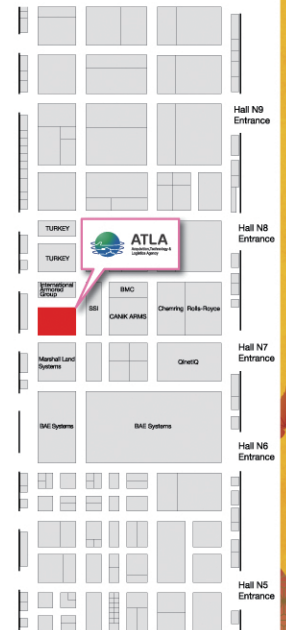 Hall N9
Entrance
TURKEY
Hall N8
Entrance
ATLA
Acquisition, Technology &
Logistics Agency
TURKEY
International
Armored
Group
SSI
BMC
CANIK ARMS
Chemring
Rolls-Royce
Marshall Land
Systems
QinetiQ
Hall N7
Entrance
BAE Systems
BAE Systems
Hall N6
Entrance
Hall N5
Entrance